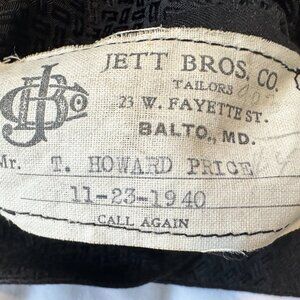 JETT BROS. CO.
TAILORS
23 W. FAYETTE ST.
BALTO., MD.
Mr. T. HOWARD PRICE
11-23-1940
CALL AGAIN